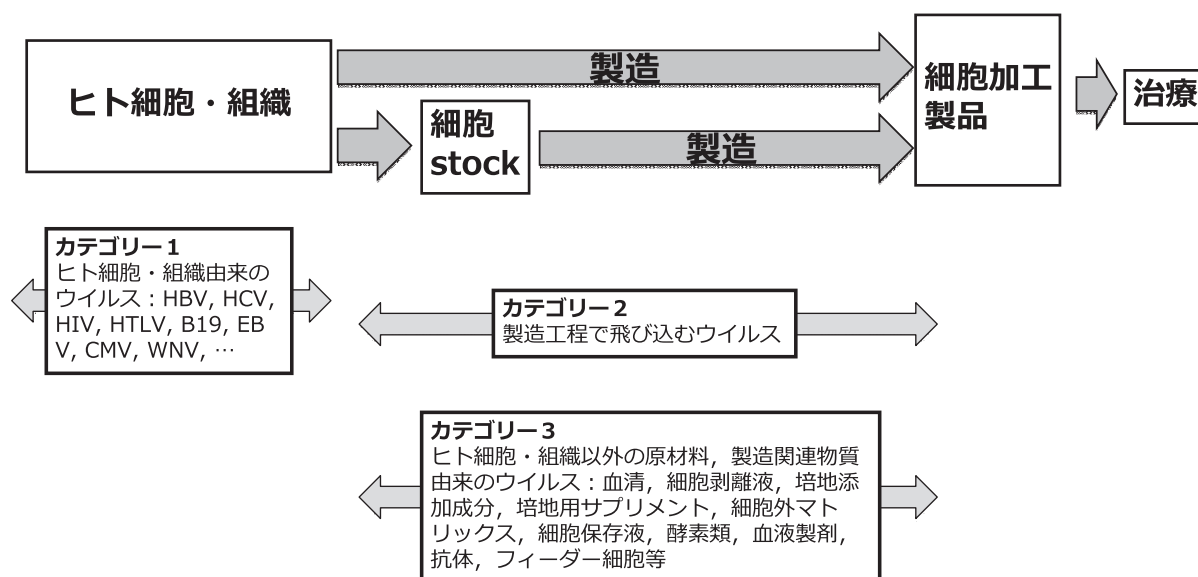 ヒト細胞・組織
製造
細胞
stock
製造
細胞加工
製品
治療
カテゴリー１
ヒト細胞・組織由来の
ウイルス：HBV, HCV,
HIV, HTLV, B19, EB
V, CMV, WNV, …
カテゴリー２
製造工程で飛び込むウイルス
カテゴリー３
ヒト細胞・組織以外の原材料，製造関連物質
由来のウイルス：血清，細胞剥離液，培地添
加成分，培地用サプリメント，細胞外マト
リックス，細胞保存液，酵素類，血液製剤，
抗体，フィーダー細胞等